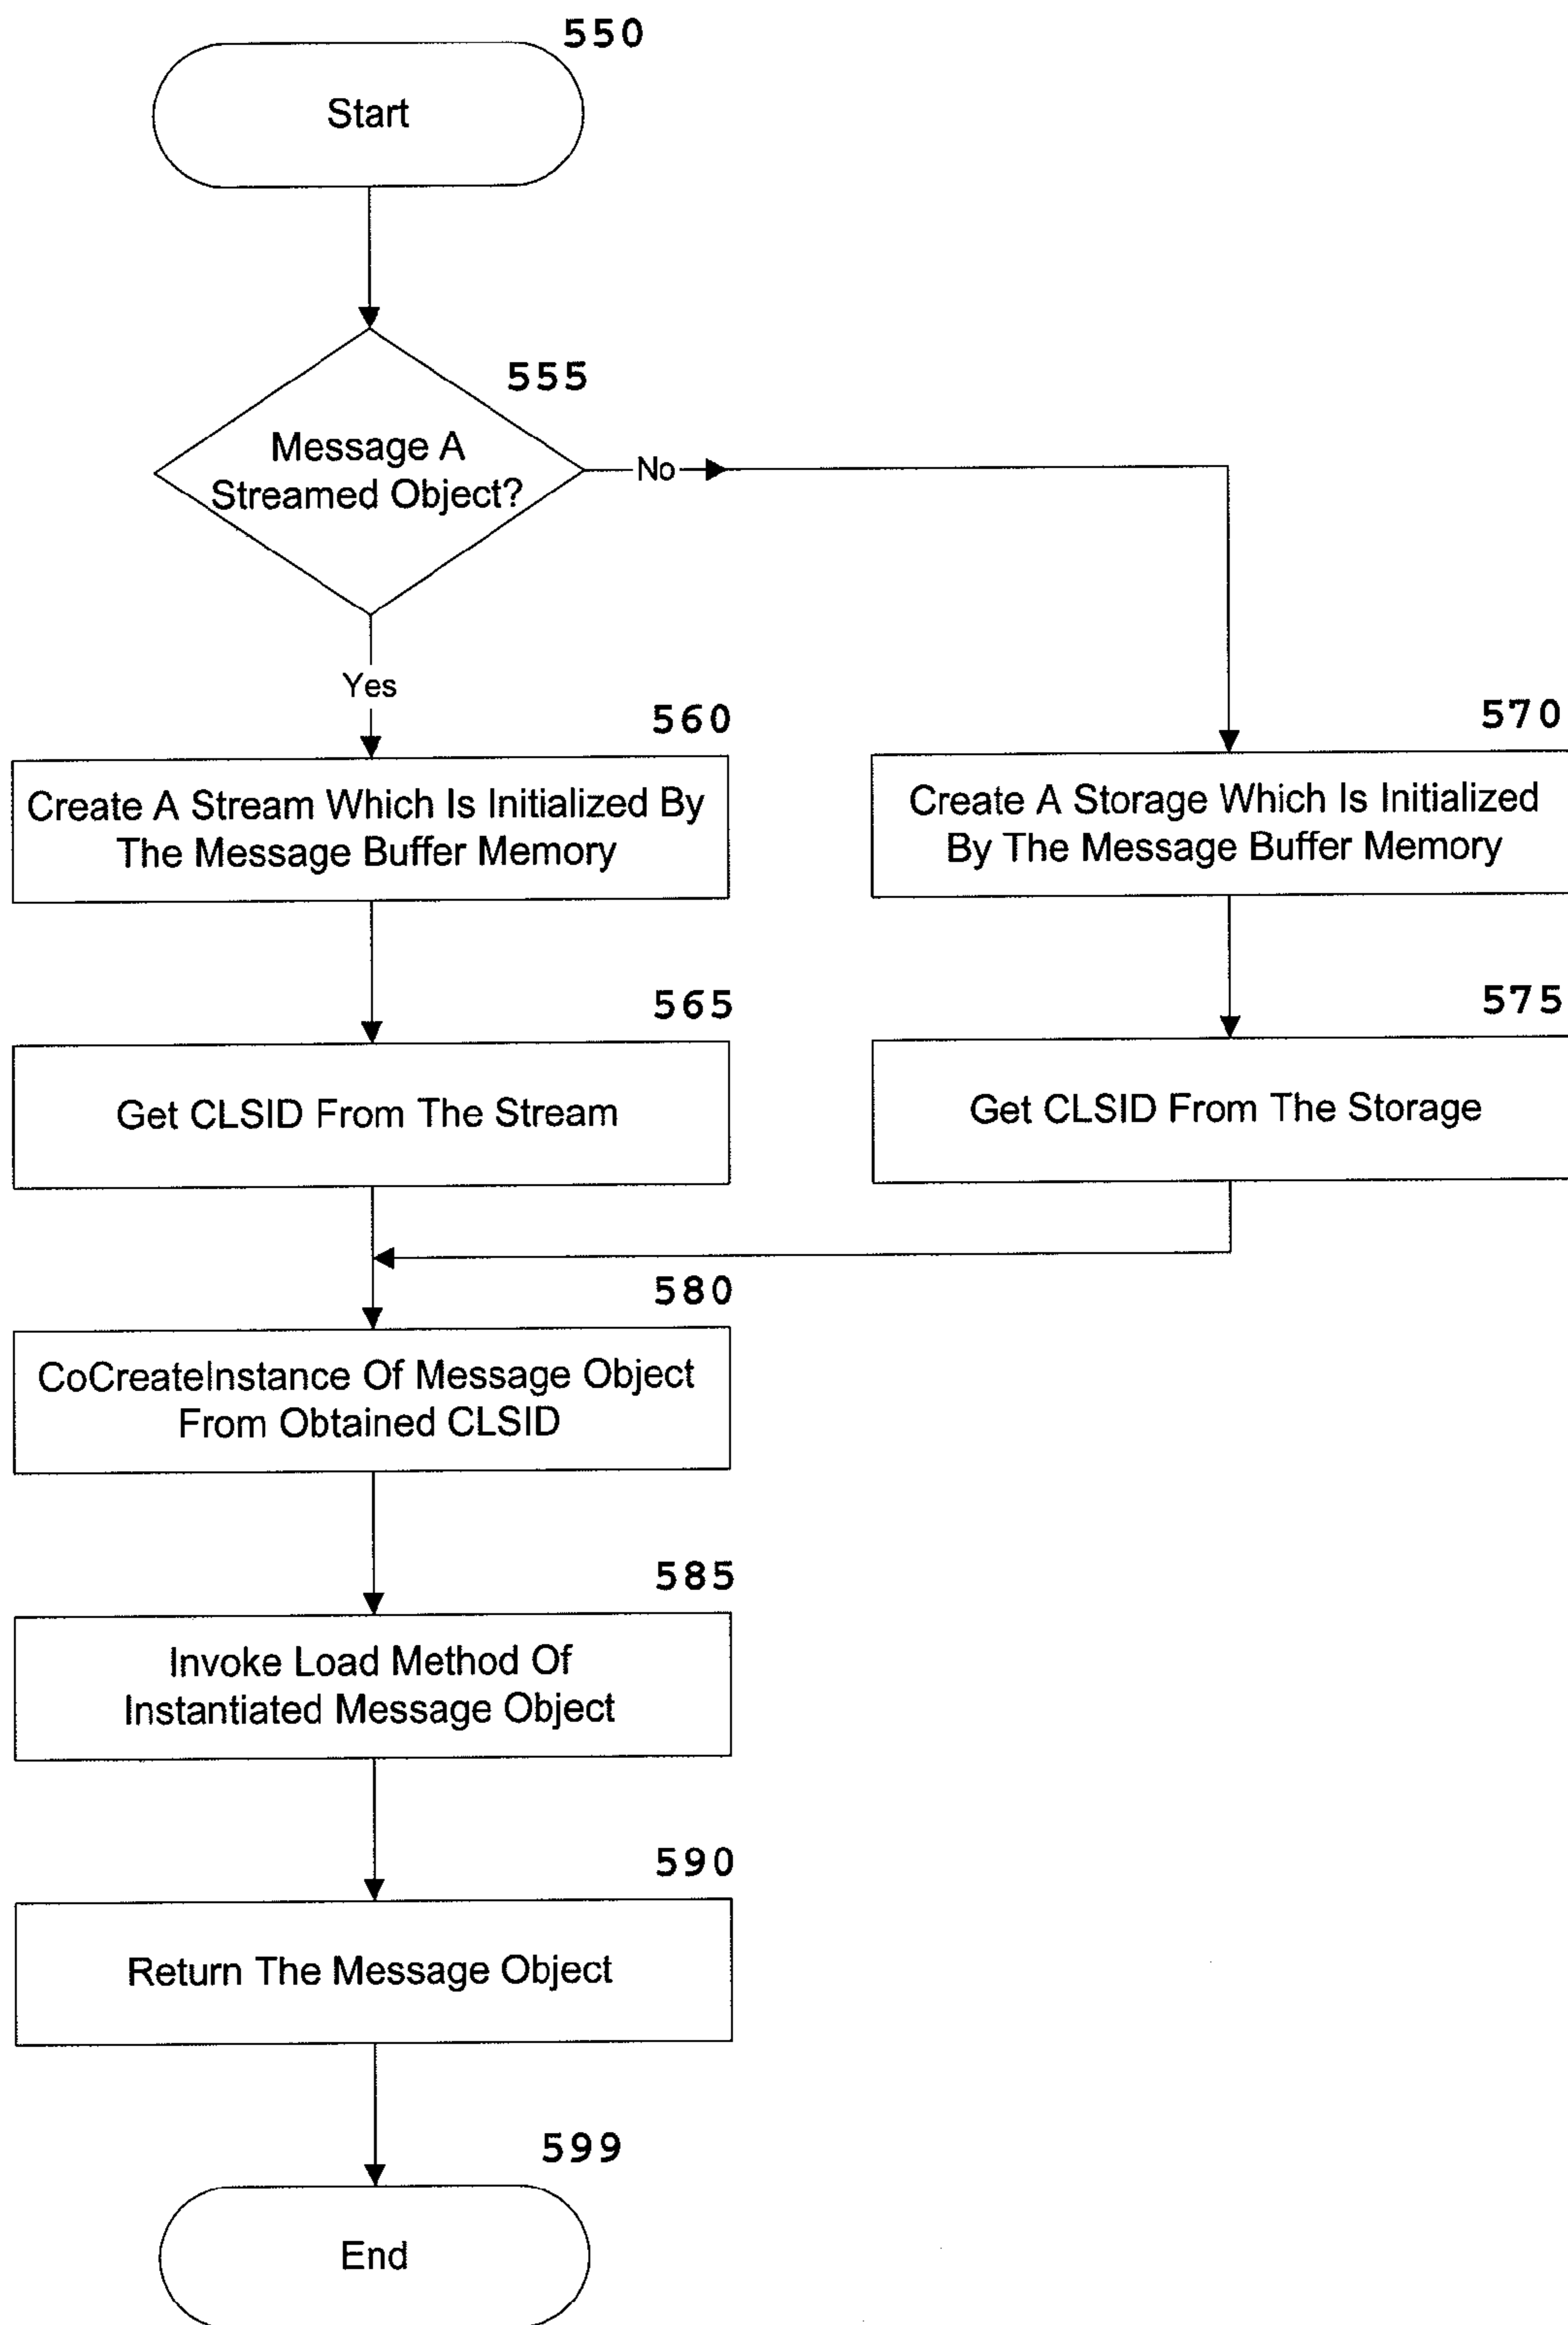 550
Start
555
Message A
Streamed Object?
No
Yes
560
Create A Stream Which Is Initialized By
The Message Buffer Memory
570
Create A Storage Which Is Initialized
By The Message Buffer Memory
565
Get CLSID From The Stream
575
Get CLSID From The Storage
580
CoCreateInstance Of Message Object
From Obtained CLSID
585
Invoke Load Method Of
Instantiated Message Object
590
Return The Message Object
599
End